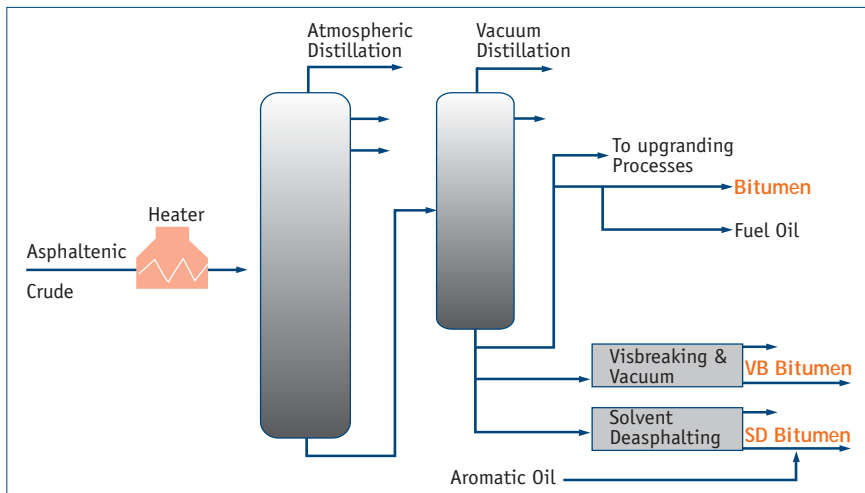 Atmospheric
Distillation
Vacuum
Distillation
To upgranding
Processes
Bitumen
Fuel Oil
Heater
Asphaltenic
Crude
Visbreaking &
Vacuum
VB Bitumen
Solvent
Deasphalting
SD Bitumen
Aromatic Oil